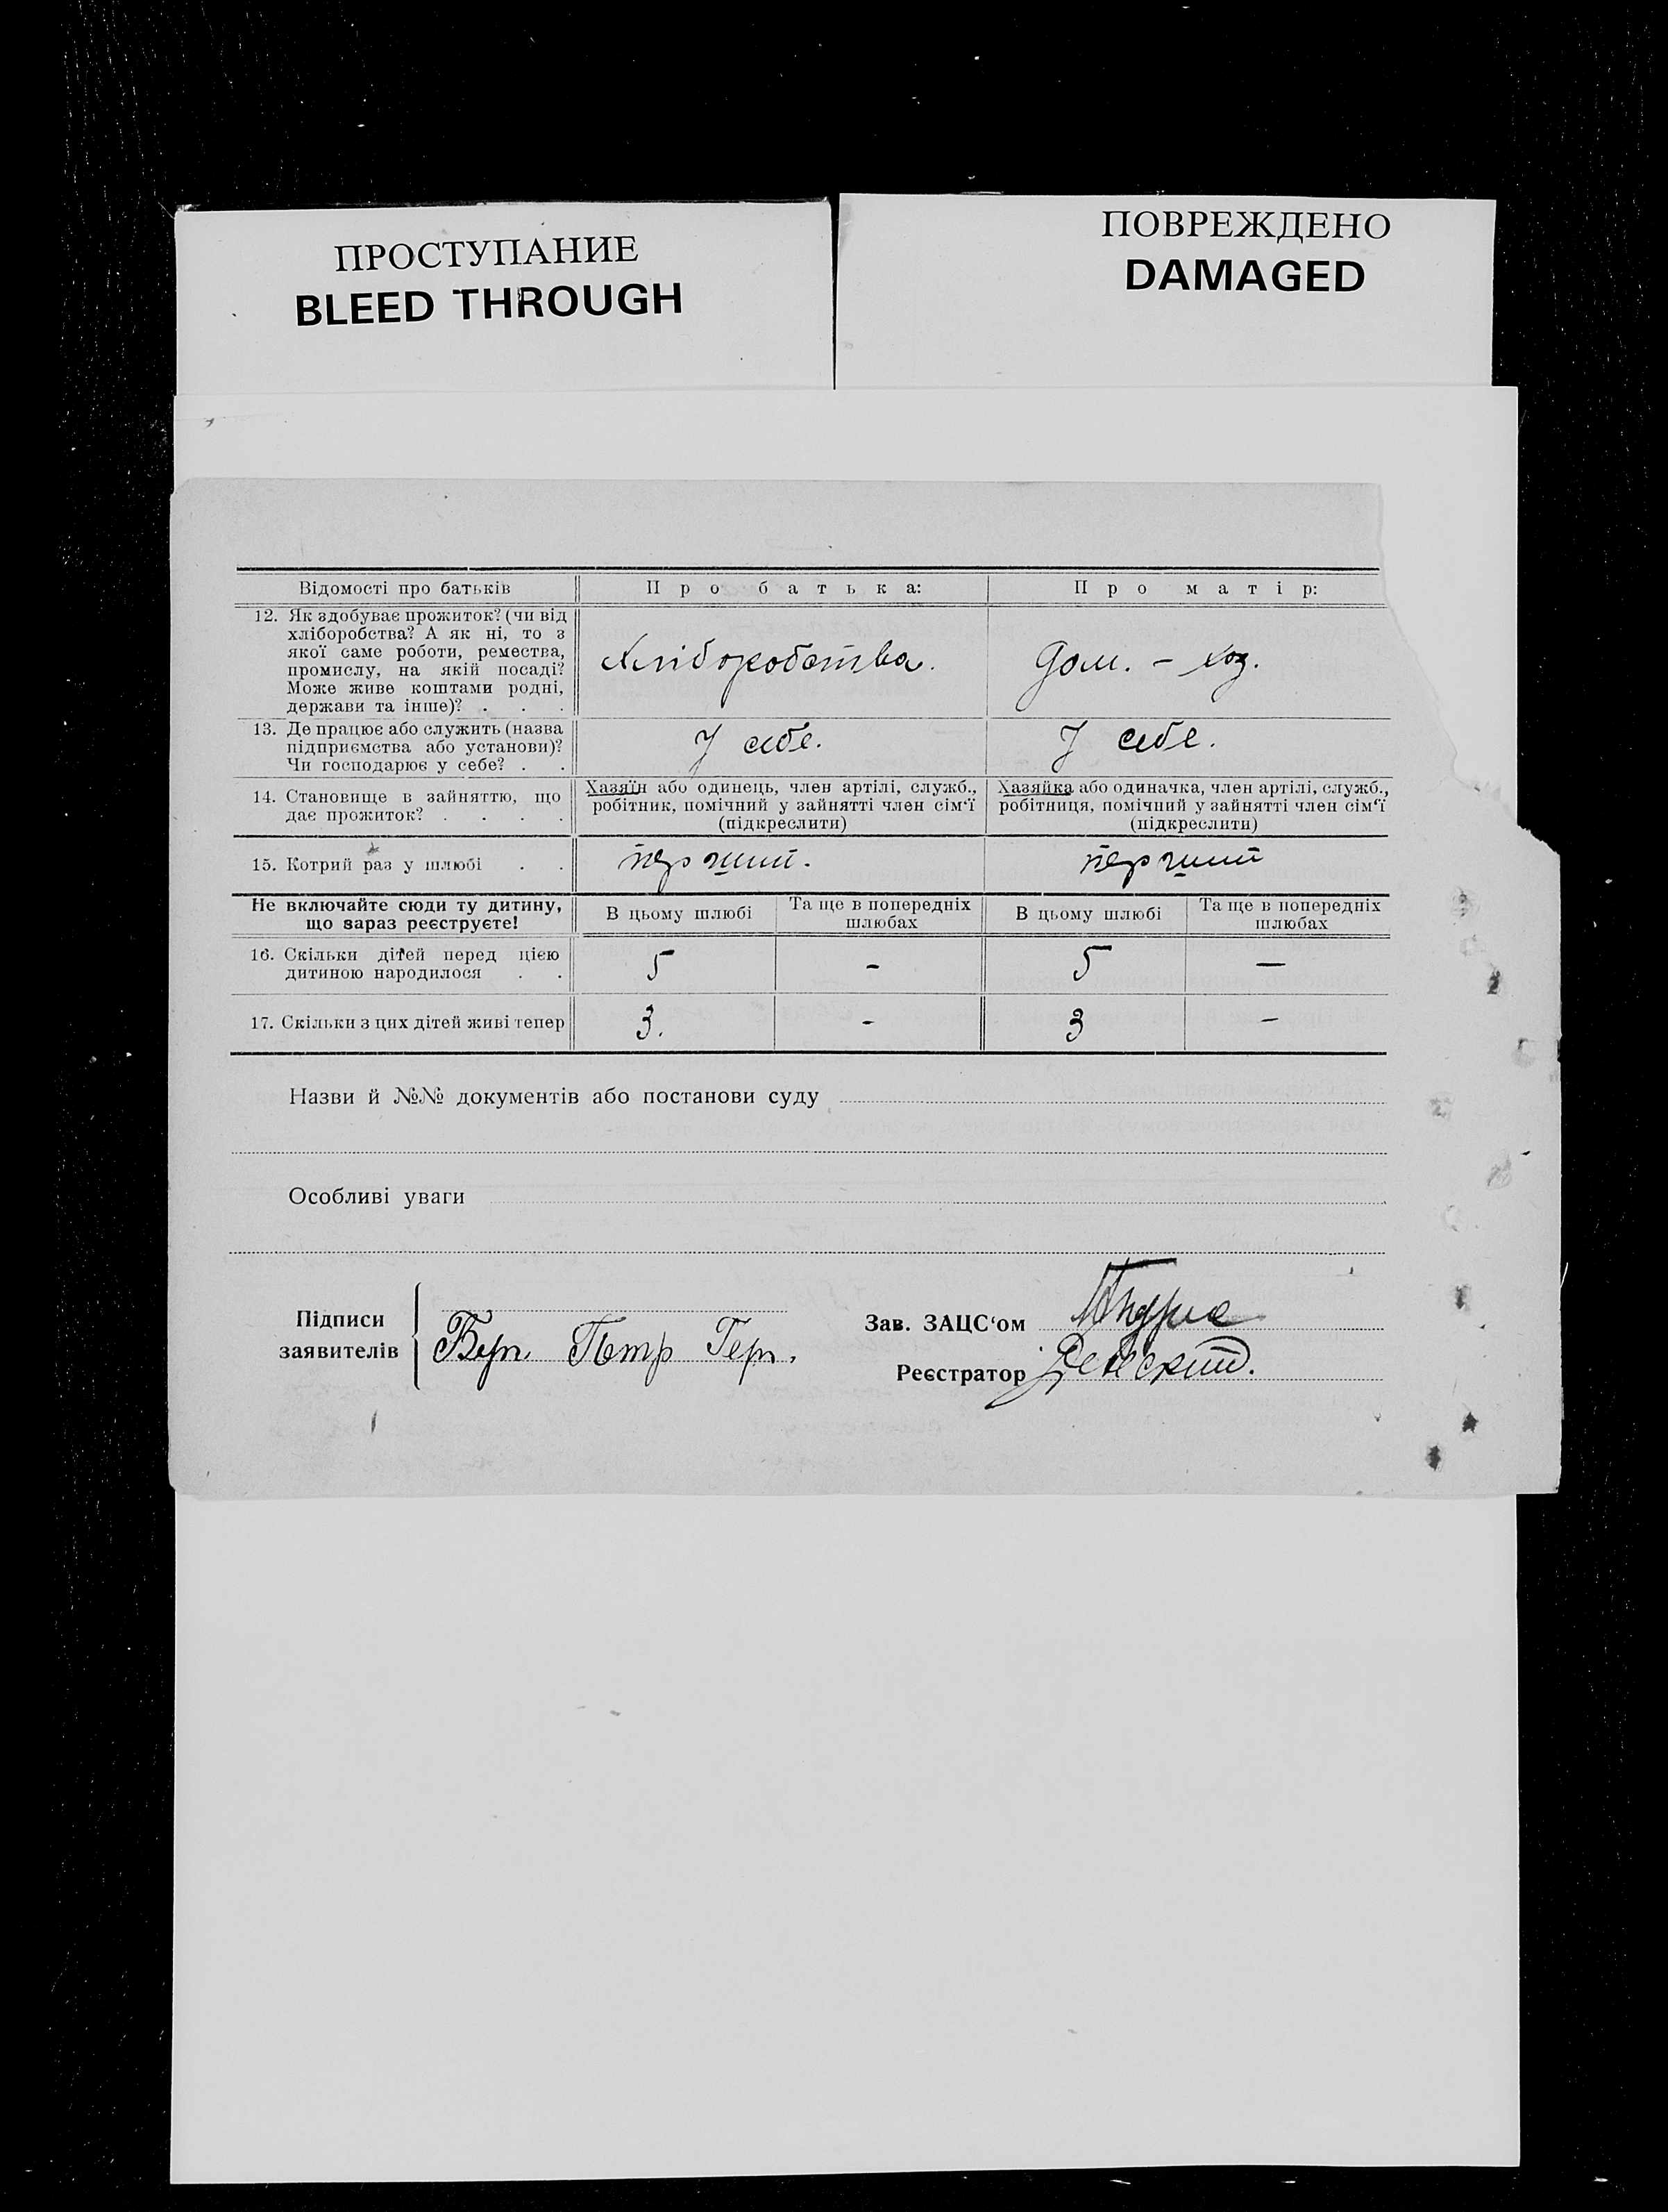 ПРОСТУПАНИЕ
BLEED THROUGH
ПОВРЕЖДЕНО
DAMAGED
Відомості про батьків
Про батька:
Про матір:
12. Як здобуває прожиток? (чи від
хліборобства? А як ні, то з
якої саме роботи, ремества,
промислу, на якій посаді?
Може живе коштами родні,
держави та інше)? . . .
Хліборобства.
Дом. - хоз.
13. Де працює або служить (назва
підприємства або установи)?
Чи господарює у себе? . .
У себе.
У себе.
14. Становище в зайняттю, що
дає прожиток? . . . .
Хазяїн або одинець, член артілі, служб.,
робітник, помічний у зайнятті член сім'ї
(підкреслити)
Хазяйка або одиначка, член артілі, служб.,
робітниця, помічний у зайнятті член сім'ї
(підкреслити)
15. Котрий раз у шлюбі . .
перший.
перший
Не включайте сюди ту дитину,
що зараз реєструєте!
В цьому шлюбі
Та ще в попередніх
шлюбах
В цьому шлюбі
Та ще в попередніх
шлюбах
16. Скільки дітей перед цією
дитиною народилося . .
5
-
5
—
17. Скільки з цих дітей живі тепер
3.
-
3
—
Назви й №№ документів або постанови суду
Особливі уваги
Підписи
заявителів
Петр Гер.
Зав. ЗАЦС'ом
Реєстратор